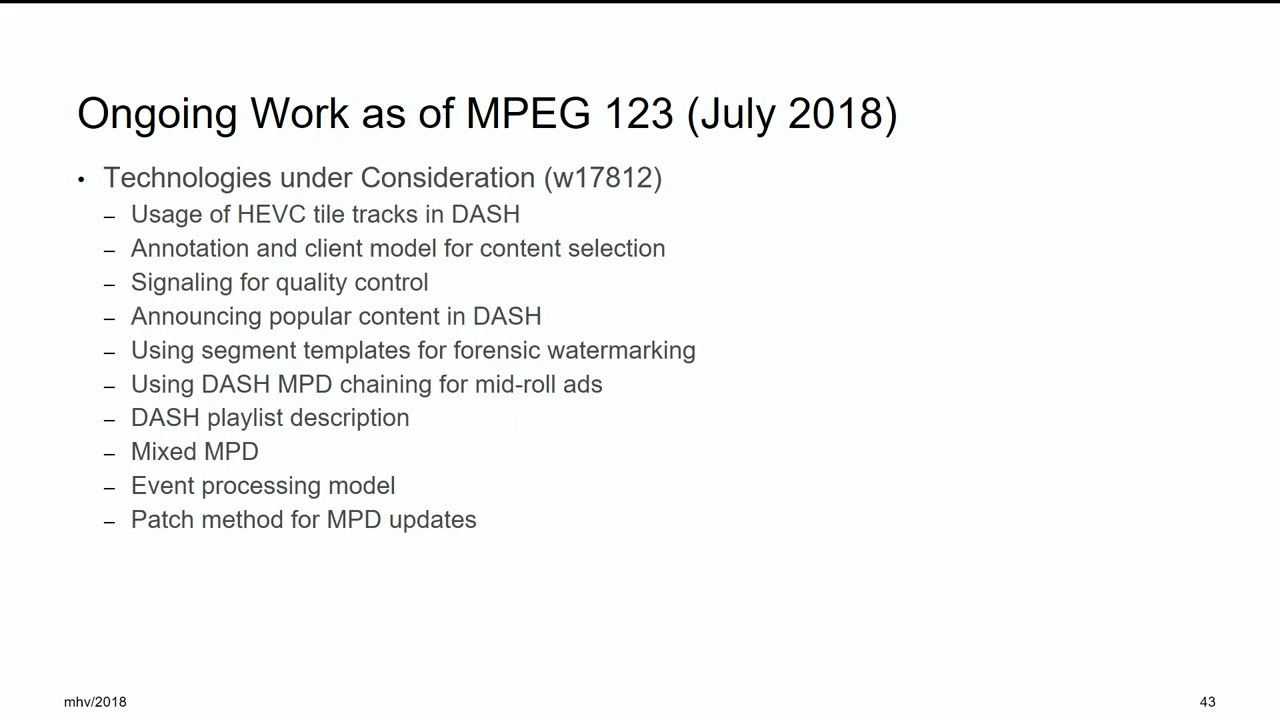 Ongoing Work as of MPEG 123 (July 2018)
• Technologies under Consideration (w17812)
– Usage of HEVC tile tracks in DASH
– Annotation and client model for content selection
– Signaling for quality control
– Announcing popular content in DASH
– Using segment templates for forensic watermarking
– Using DASH MPD chaining for mid-roll ads
– DASH playlist description
– Mixed MPD
– Event processing model
– Patch method for MPD updates
mhv/2018
43